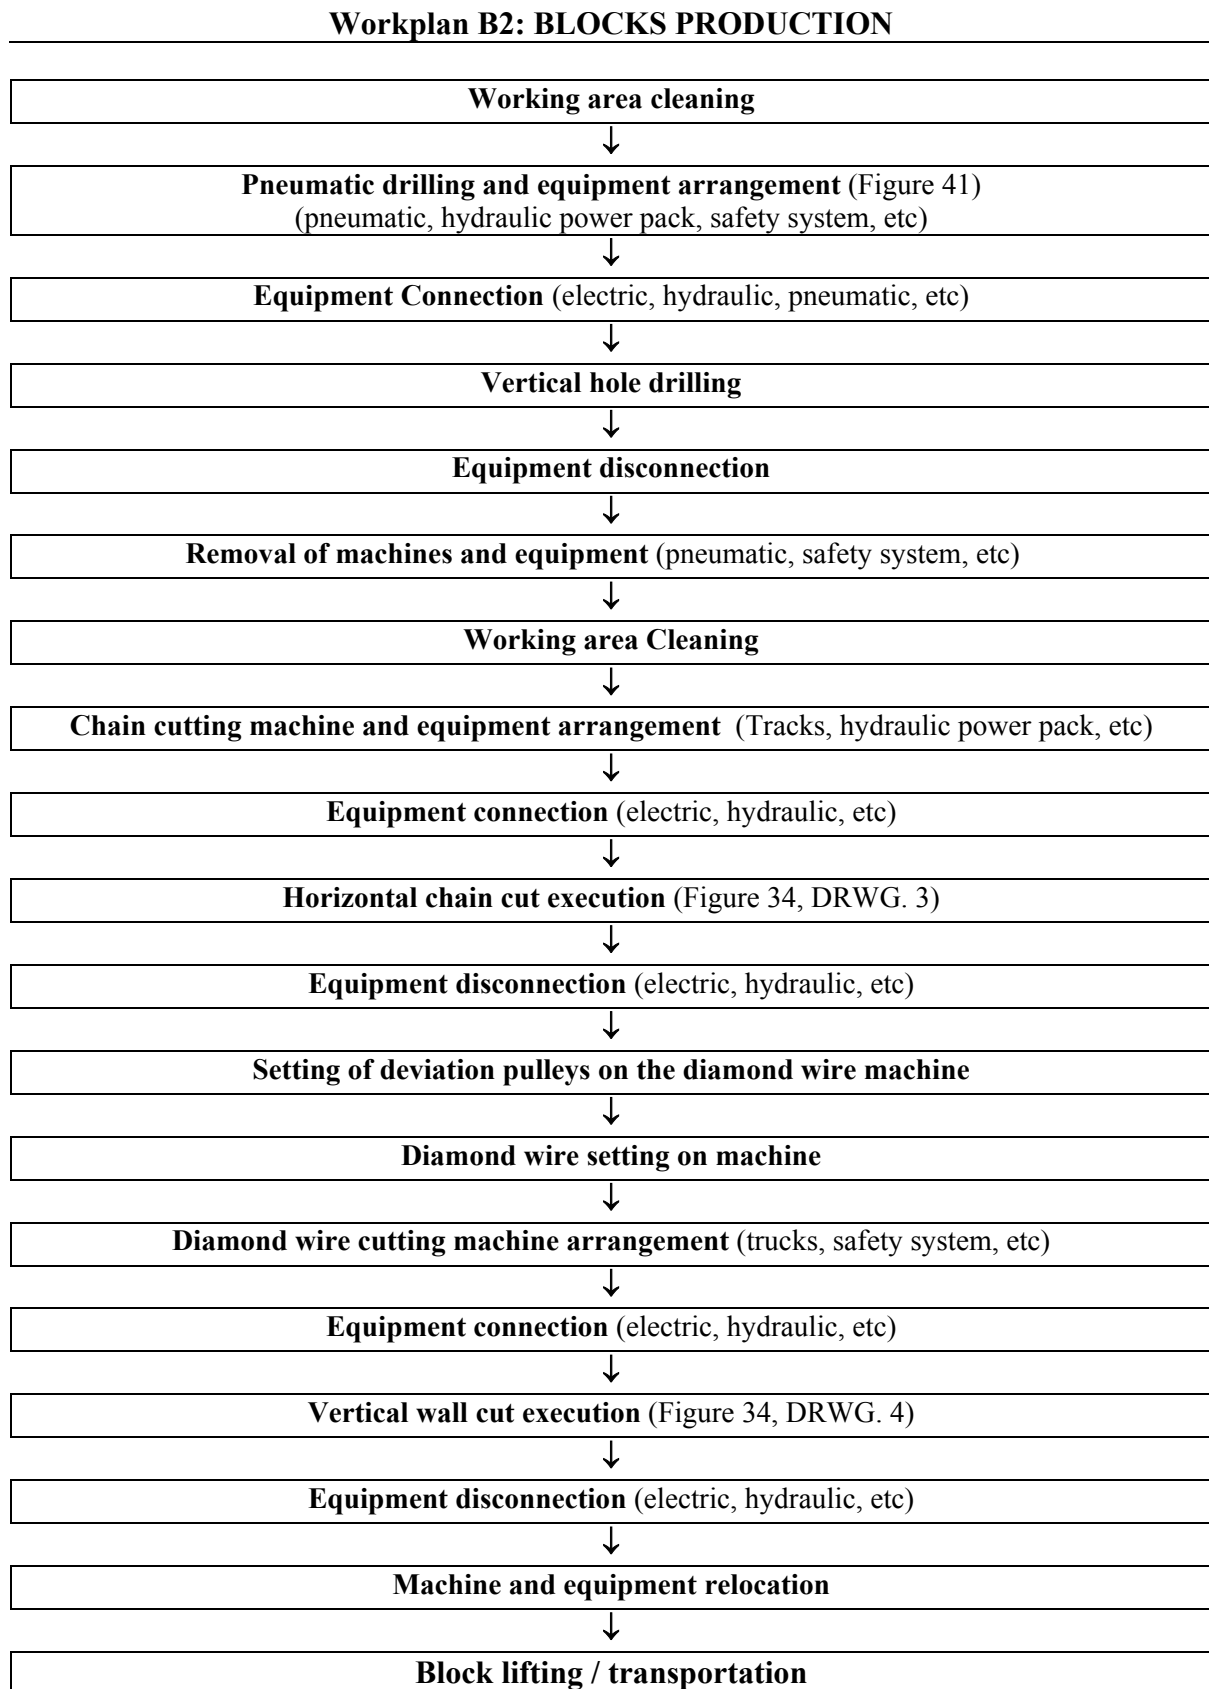 Workplan B2: BLOCKS PRODUCTION
Working area cleaning
↓
Pneumatic drilling and equipment arrangement (Figure 41)
(pneumatic, hydraulic power pack, safety system, etc)
↓
Equipment Connection (electric, hydraulic, pneumatic, etc)
↓
Vertical hole drilling
↓
Equipment disconnection
↓
Removal of machines and equipment (pneumatic, safety system, etc)
↓
Working area Cleaning
↓
Chain cutting machine and equipment arrangement (Tracks, hydraulic power pack, etc)
↓
Equipment connection (electric, hydraulic, etc)
↓
Horizontal chain cut execution (Figure 34, DRWG. 3)
↓
Equipment disconnection (electric, hydraulic, etc)
↓
Setting of deviation pulleys on the diamond wire machine
↓
Diamond wire setting on machine
↓
Diamond wire cutting machine arrangement (trucks, safety system, etc)
↓
Equipment connection (electric, hydraulic, etc)
↓
Vertical wall cut execution (Figure 34, DRWG. 4)
↓
Equipment disconnection (electric, hydraulic, etc)
↓
Machine and equipment relocation
↓
Block lifting / transportation